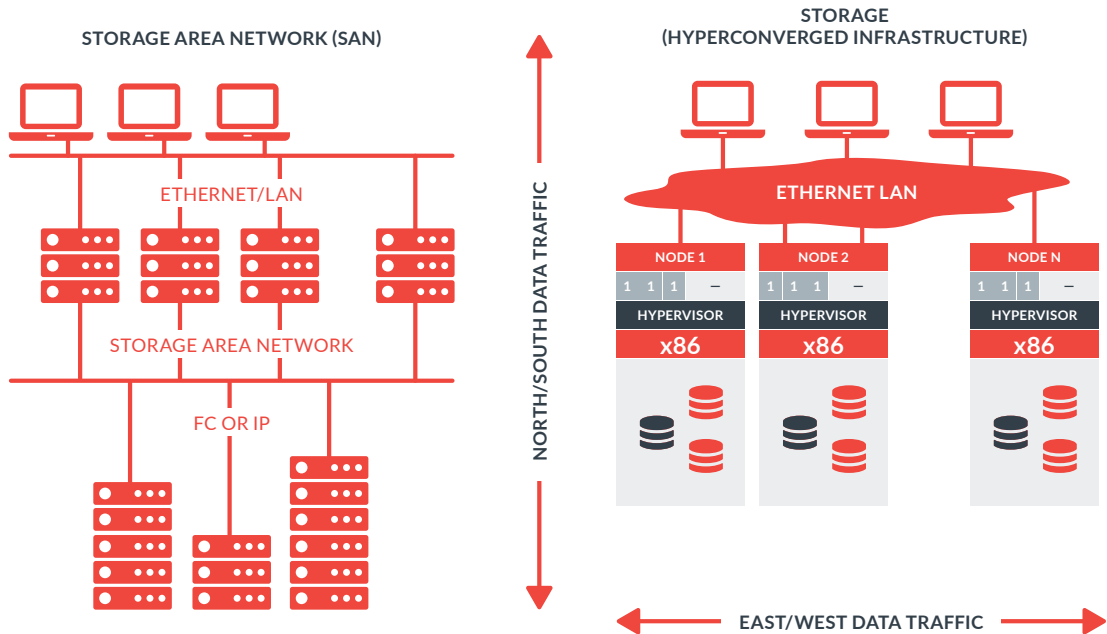 STORAGE AREA NETWORK (SAN)
ETHERNET/LAN
STORAGE AREA NETWORK
FC OR IP
NORTH/SOUTH DATA TRAFFIC
STORAGE
(HYPERCONVERGED INFRASTRUCTURE)
ETHERNET LAN
NODE 1
1 1 1 –
HYPERVISOR
x86
NODE 2
1 1 1 –
HYPERVISOR
x86
NODE N
1 1 1 –
HYPERVISOR
x86
EAST/WEST DATA TRAFFIC